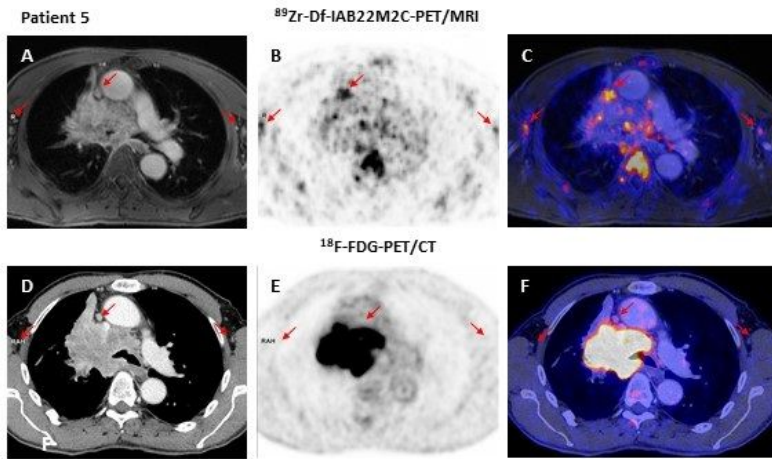 Patient 5
⁸⁹Zr-Df-IAB22M2C-PET/MRI
A
B
C
¹⁸F-FDG-PET/CT
D
E
F
RAH
RAH
F